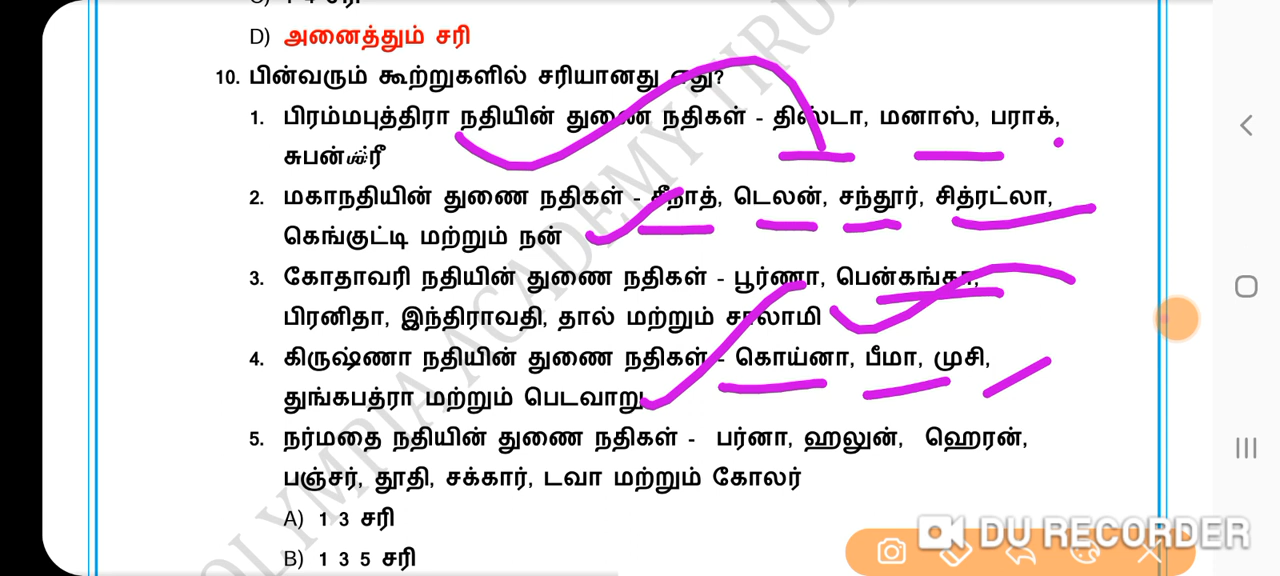 D) அனைத்தும் சரி
10. பின்வரும் கூற்றுகளில் சரியானது எது?
1. பிரம்மபுத்திரா நதியின் துணை நதிகள் - திஸ்டா, மனாஸ், பராக்,
சுபன்ஸ்ரீ
2. மகாநதியின் துணை நதிகள் - சீநாத், டெலன், சந்தூர், சித்ரட்லா,
கெங்குட்டி மற்றும் நன்
3. கோதாவரி நதியின் துணை நதிகள் - பூர்ணா, பென்கங்கா,
பிரனிதா, இந்திராவதி, தால் மற்றும் சாலாமி
4. கிருஷ்ணா நதியின் துணை நதிகள் - கொய்னா, பீமா, முசி,
துங்கபத்ரா மற்றும் பெடவாறு
5. நர்மதை நதியின் துணை நதிகள் - பர்னா, ஹலுன், ஹெரன்,
பஞ்சர், தூதி, சக்கார், டவா மற்றும் கோலர்
A) 1 3 சரி
B) 1 3 5 சரி
OLYMPIA ACADEMY TIRU
DU RECORDER